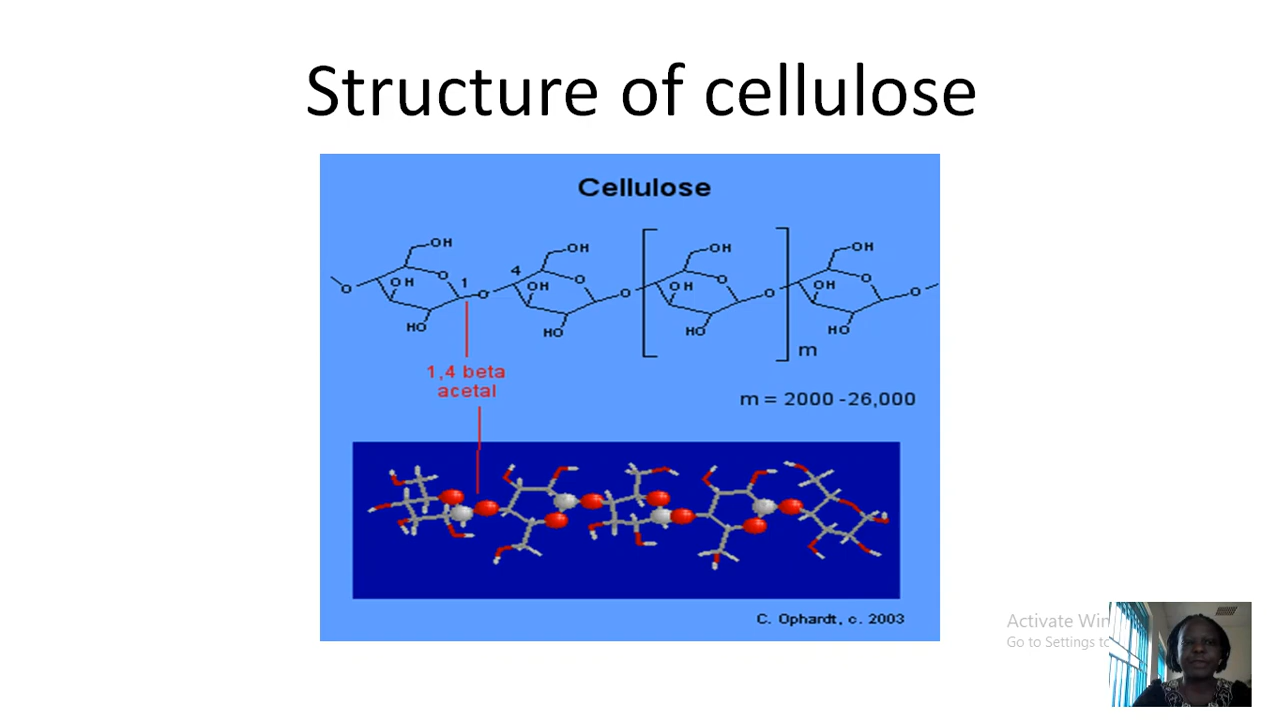 Structure of cellulose
Cellulose
OH OH OH OH
O 1 4 O O O
O OH O OH O OH O OH O
HO HO HO HO
m
1,4 beta
acetal
m = 2000 -26,000
C. Ophardt, c. 2003
Activate Win
Go to Settings to